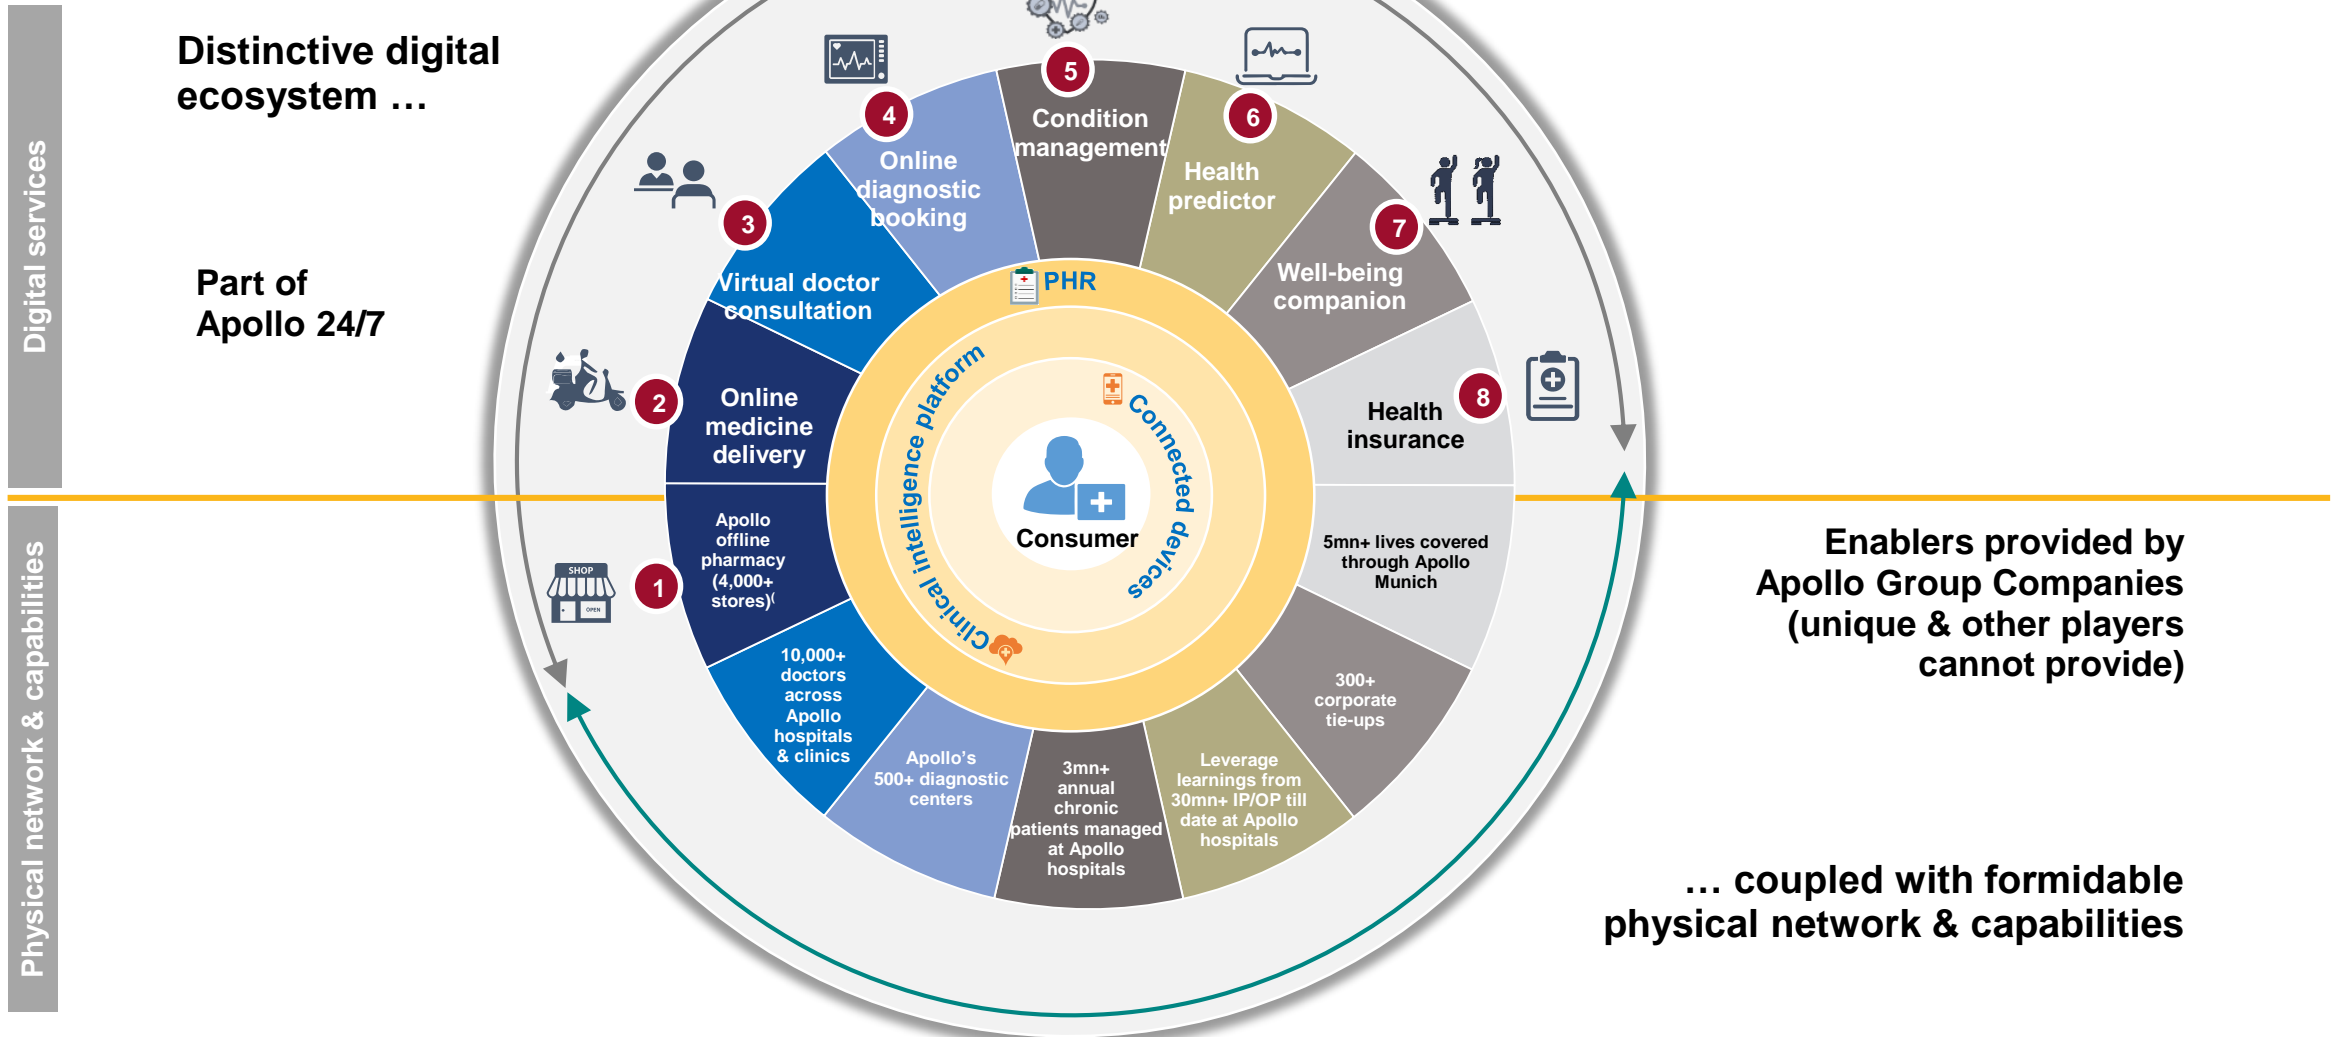 Distinctive digital
ecosystem …
Digital services
Part of
Apollo 24/7
5
Condition
management
4
Online
diagnostic
booking
6
Health
predictor
3
Virtual doctor
consultation
7
Well-being
companion
2
Online
medicine
delivery
8
Health
insurance
PHR
Clinical intelligence platform
Connected devices
Consumer
Physical network & capabilities
SHOP
OPEN
1
Apollo
offline
pharmacy
(4,000+
stores)(
10,000+
doctors
across
Apollo
hospitals
& clinics
Apollo’s
500+ diagnostic
centers
3mn+
annual
chronic
patients managed
at Apollo
hospitals
Leverage
learnings from
30mn+ IP/OP till
date at Apollo
hospitals
300+
corporate
tie-ups
5mn+ lives covered
through Apollo
Munich
Enablers provided by
Apollo Group Companies
(unique & other players
cannot provide)
… coupled with formidable
physical network & capabilities